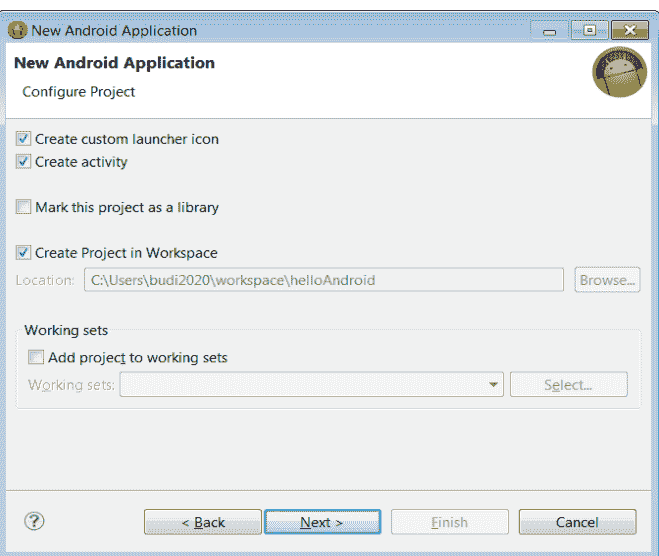 New Android Application
New Android Application
Configure Project
Create custom launcher icon
Create activity
Mark this project as a library
Create Project in Workspace
Location: C:\Users\budi2020\workspace\helloAndroid Browse...
Working sets
Add project to working sets
Working sets: Select...
< Back Next > Finish Cancel